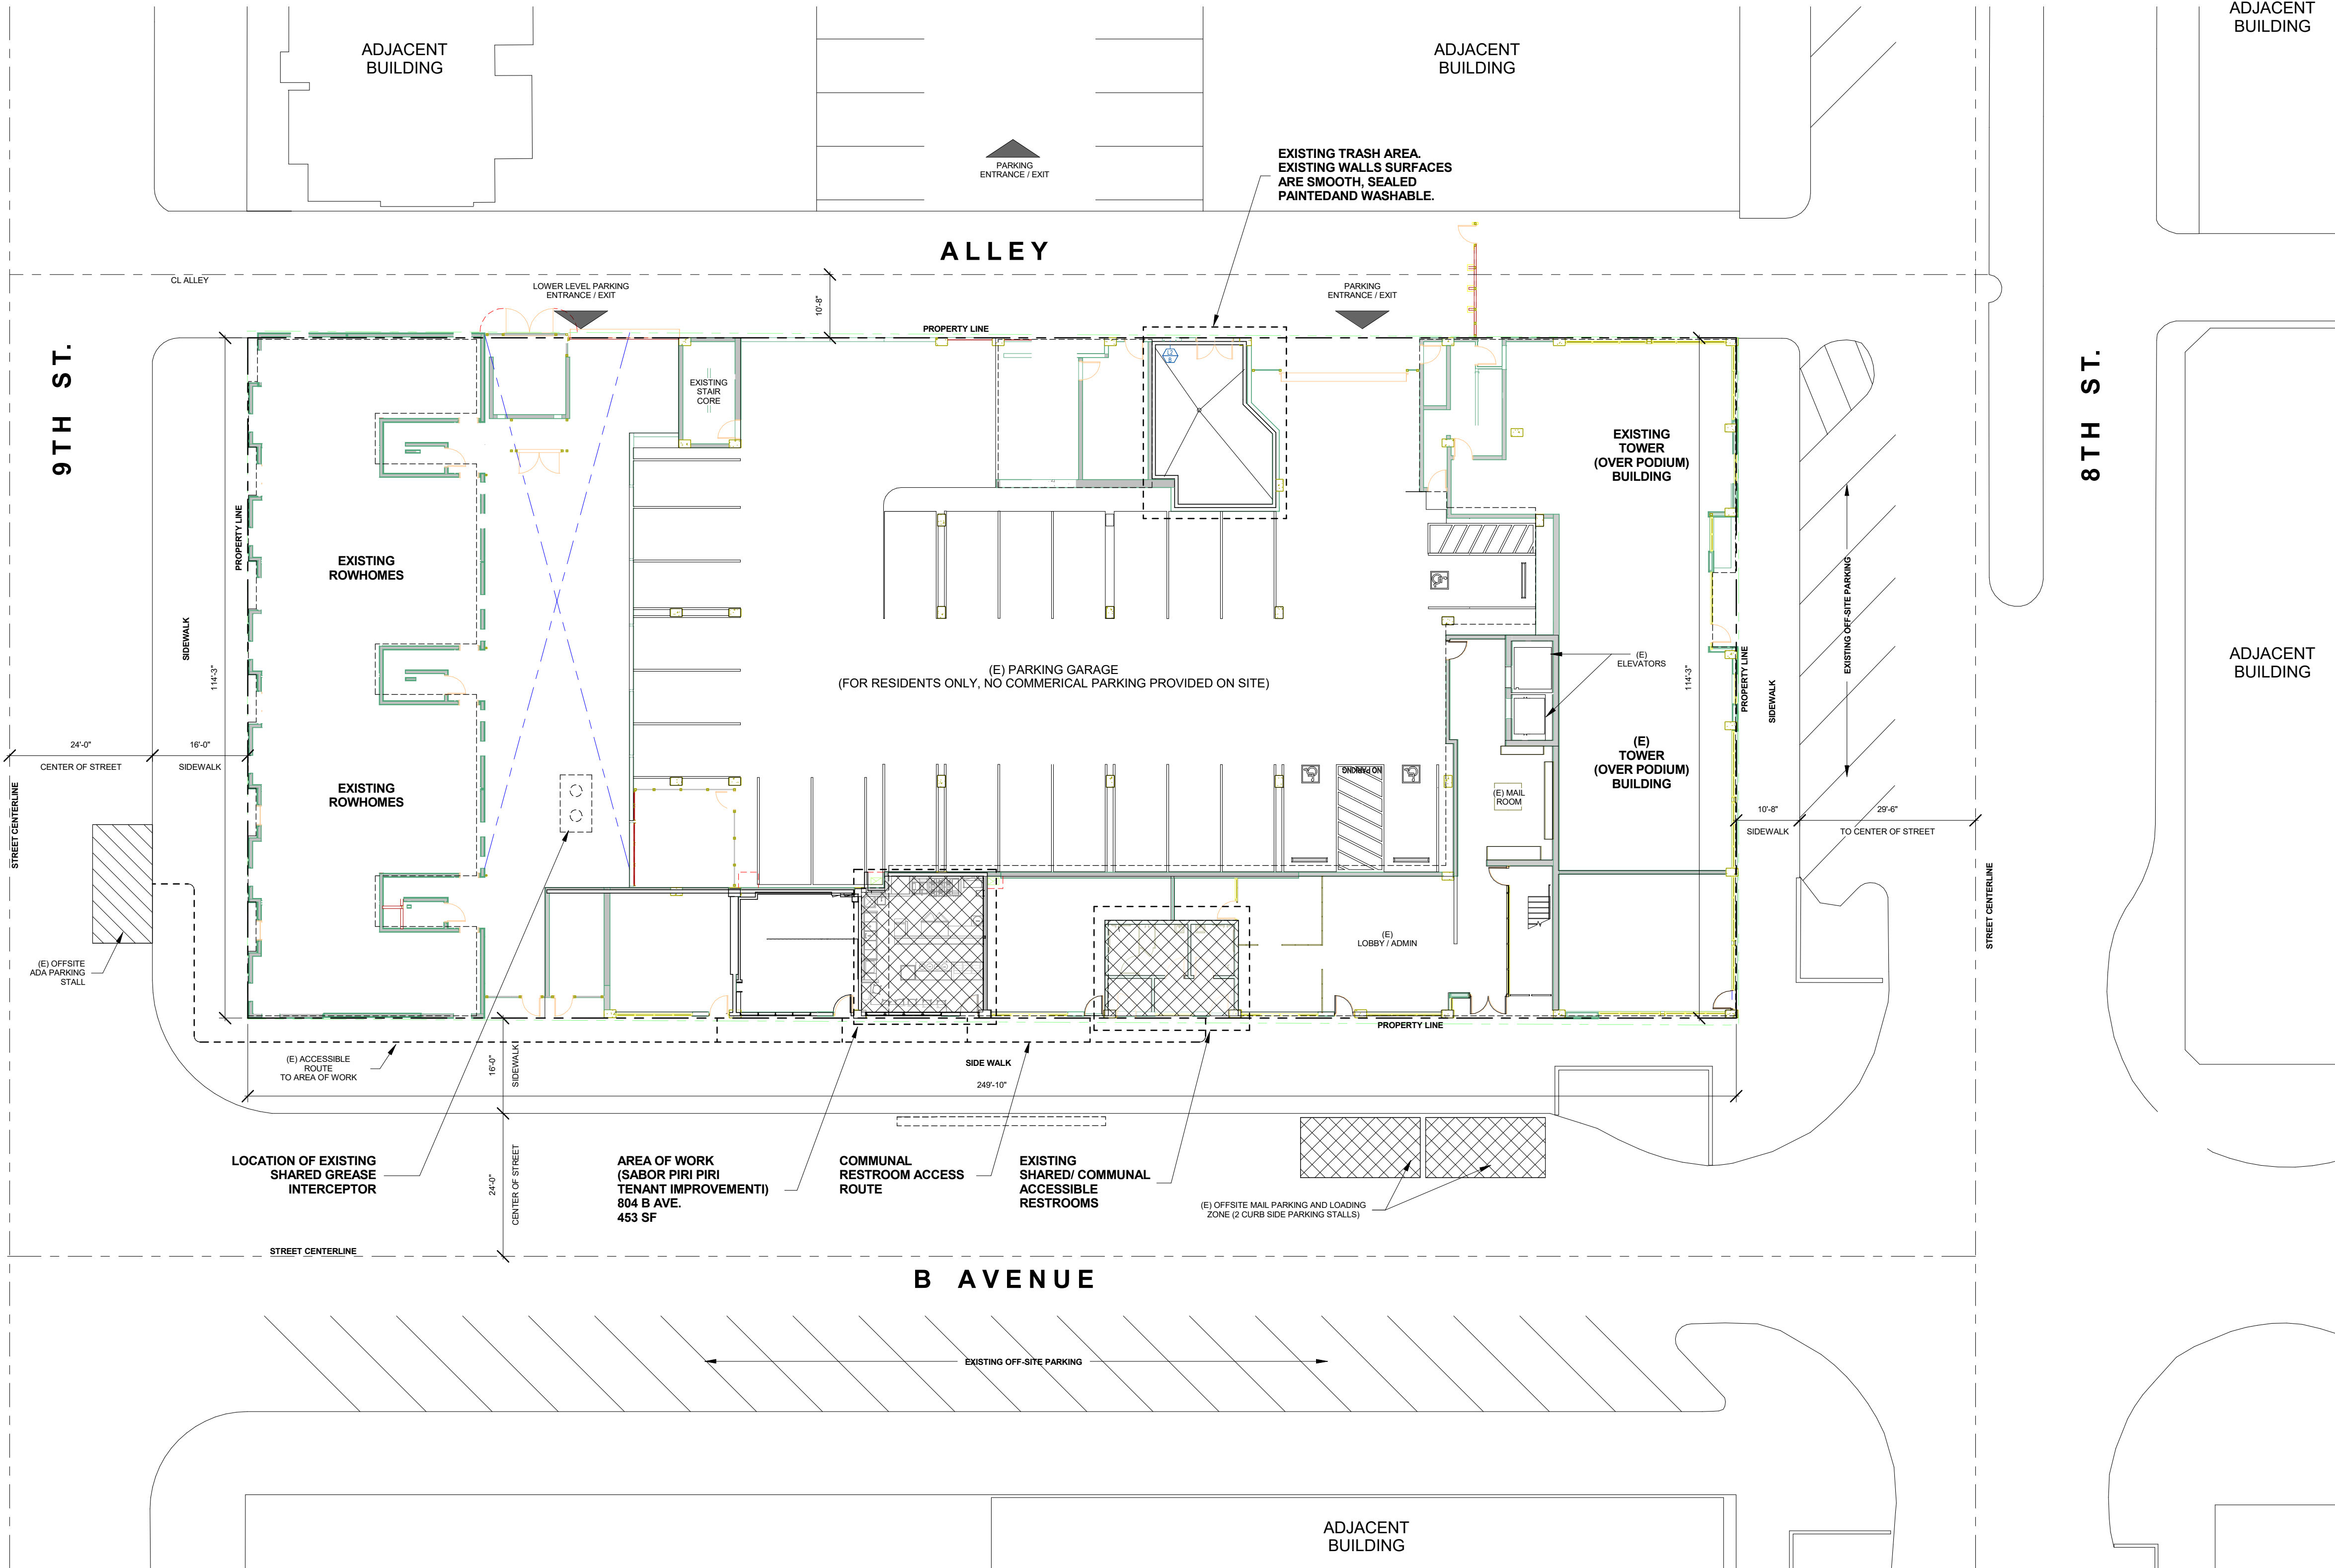 ADJACENT
BUILDING
ADJACENT
BUILDING
ADJACENT
BUILDING
PARKING
ENTRANCE / EXIT
EXISTING TRASH AREA.
EXISTING WALLS SURFACES
ARE SMOOTH, SEALED
PAINTEDAND WASHABLE.
ALLEY
CL ALLEY
LOWER LEVEL PARKING
ENTRANCE / EXIT
10'-8"
PARKING
ENTRANCE / EXIT
PROPERTY LINE
9TH ST.
8TH ST.
EXISTING
STAIR
CORE
EXISTING
TOWER
(OVER PODIUM)
BUILDING
PROPERTY LINE
EXISTING
ROWHOMES
EXISTING OFF-SITE PARKING
SIDEWALK
114'-3"
(E) PARKING GARAGE
(FOR RESIDENTS ONLY, NO COMMERICAL PARKING PROVIDED ON SITE)
(E)
ELEVATORS
114'-3"
PROPERTY LINE
SIDEWALK
ADJACENT
BUILDING
24'-0"
CENTER OF STREET
16'-0"
SIDEWALK
(E)
TOWER
(OVER PODIUM)
BUILDING
NO PARKING
EXISTING
ROWHOMES
(E) MAIL
ROOM
10'-8"
SIDEWALK
29'-6"
TO CENTER OF STREET
STREET CENTERLINE
STREET CENTERLINE
(E) OFFSITE
ADA PARKING
STALL
(E)
LOBBY / ADMIN
PROPERTY LINE
(E) ACCESSIBLE
ROUTE
TO AREA OF WORK
16'-0"
SIDEWALK
SIDE WALK
249'-10"
LOCATION OF EXISTING
SHARED GREASE
INTERCEPTOR
24'-0"
CENTER OF STREET
AREA OF WORK
(SABOR PIRI PIRI
TENANT IMPROVEMENTI)
804 B AVE.
453 SF
COMMUNAL
RESTROOM ACCESS
ROUTE
EXISTING
SHARED/ COMMUNAL
ACCESSIBLE
RESTROOMS
(E) OFFSITE MAIL PARKING AND LOADING
ZONE (2 CURB SIDE PARKING STALLS)
STREET CENTERLINE
B AVENUE
EXISTING OFF-SITE PARKING
ADJACENT
BUILDING